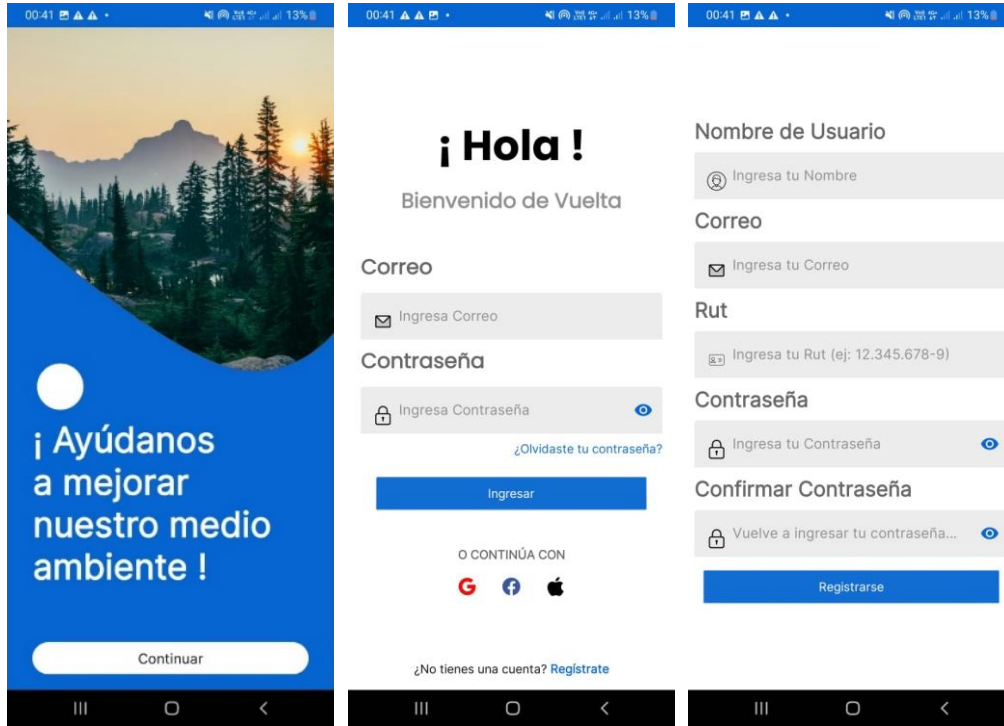 00:41
13%
¡ Ayúdanos
a mejorar
nuestro medio
ambiente !
Continuar
00:41
13%
¡ Hola !
Bienvenido de Vuelta
Correo
Ingresa Correo
Contraseña
Ingresa Contraseña
¿Olvidaste tu contraseña?
Ingresar
O CONTINÚA CON
¿No tienes una cuenta? Regístrate
00:41
13%
Nombre de Usuario
Ingresa tu Nombre
Correo
Ingresa tu Correo
Rut
Ingresa tu Rut (ej: 12.345.678-9)
Contraseña
Ingresa tu Contraseña
Confirmar Contraseña
Vuelve a ingresar tu contraseña...
Registrarse